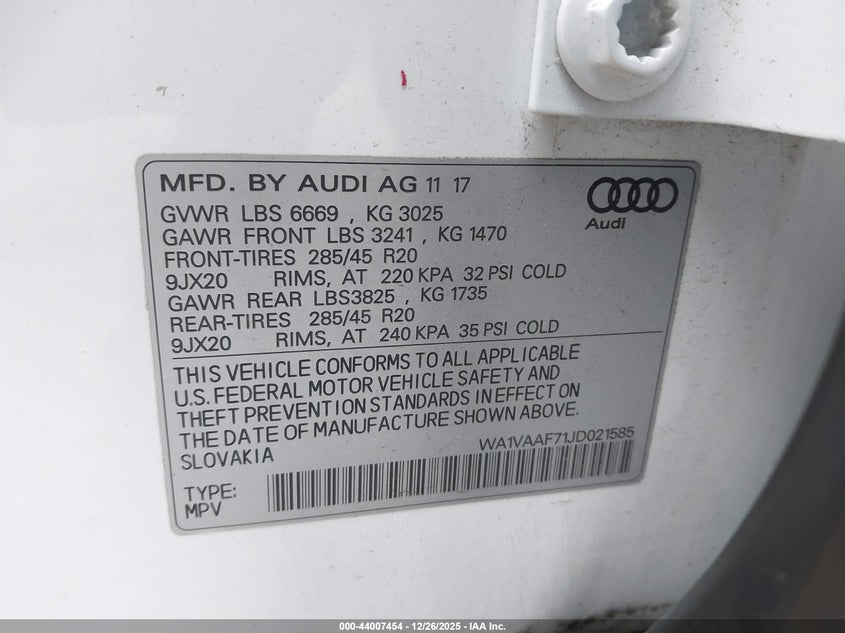 MFD. BY AUDI AG 11 17
Audi
GVWR LBS 6669 , KG 3025
GAWR FRONT LBS 3241 , KG 1470
FRONT-TIRES 285/45 R20
9JX20 RIMS, AT 220 KPA 32 PSI COLD
GAWR REAR LBS3825 , KG 1735
REAR-TIRES 285/45 R20
9JX20 RIMS, AT 240 KPA 35 PSI COLD
THIS VEHICLE CONFORMS TO ALL APPLICABLE
U.S. FEDERAL MOTOR VEHICLE SAFETY AND
THEFT PREVENTION STANDARDS IN EFFECT ON
THE DATE OF MANUFACTURE SHOWN ABOVE.
SLOVAKIA WA1VAAF71JD021585
TYPE:
MPV
000-44007454 - 12/26/2025 - IAA Inc.